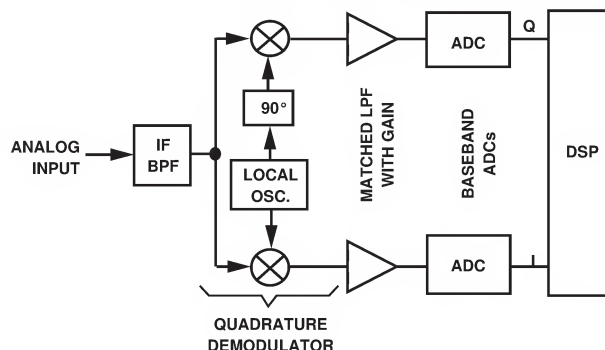 Q
ADC
90°
ANALOG
INPUT
IF
BPF
LOCAL
OSC.
MATCHED LPF
WITH GAIN
BASEBAND
ADCs
DSP
ADC
I
QUADRATURE
DEMODULATOR